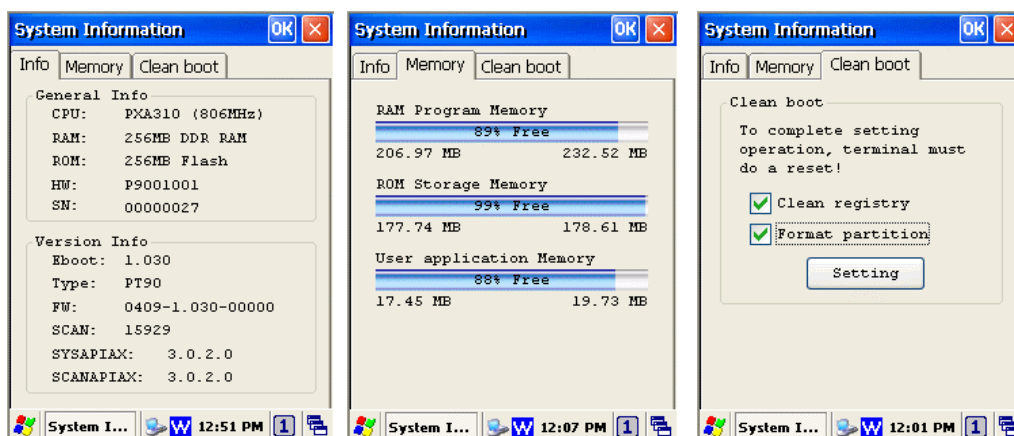 System Information OK
Info Memory Clean boot
General Info
CPU: PXA310 (806MHz)
RAM: 256MB DDR RAM
ROM: 256MB Flash
HW: P9001001
SN: 00000027
Version Info
Eboot: 1.030
Type: PT90
FW: 0409-1.030-00000
SCAN: 15929
SYSAPIAX: 3.0.2.0
SCANAPIAX: 3.0.2.0
System I... W 12:51 PM 1
System Information OK
Info Memory Clean boot
RAM Program Memory
89% Free
206.97 MB 232.52 MB
ROM Storage Memory
99% Free
177.74 MB 178.61 MB
User application Memory
88% Free
17.45 MB 19.73 MB
System I... W 12:07 PM 1
System Information OK
Info Memory Clean boot
Clean boot
To complete setting
operation, terminal must
do a reset!
Clean registry
Format partition
Setting
System I... W 12:01 PM 1